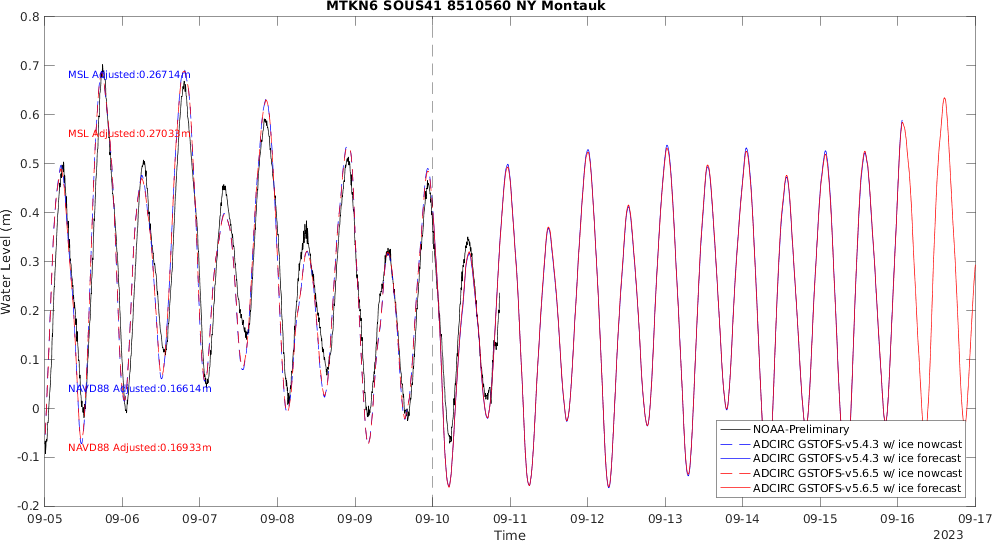 MTKN6 SOUS41 8510560 NY Montauk
0.8
0.7
0.6
0.5
0.4
0.3
0.2
0.1
0
-0.1
-0.2
Water Level (m)
MSL Adjusted:0.26714m
MSL Adjusted:0.27033m
NAVD88 Adjusted:0.16614m
NAVD88 Adjusted:0.16933m
NOAA-Preliminary
ADCIRC GSTOFS-v5.4.3 w/ ice nowcast
ADCIRC GSTOFS-v5.4.3 w/ ice forecast
ADCIRC GSTOFS-v5.6.5 w/ ice nowcast
ADCIRC GSTOFS-v5.6.5 w/ ice forecast
09-05 09-06 09-07 09-08 09-09 09-10 09-11 09-12 09-13 09-14 09-15 09-16 09-17
Time
2023